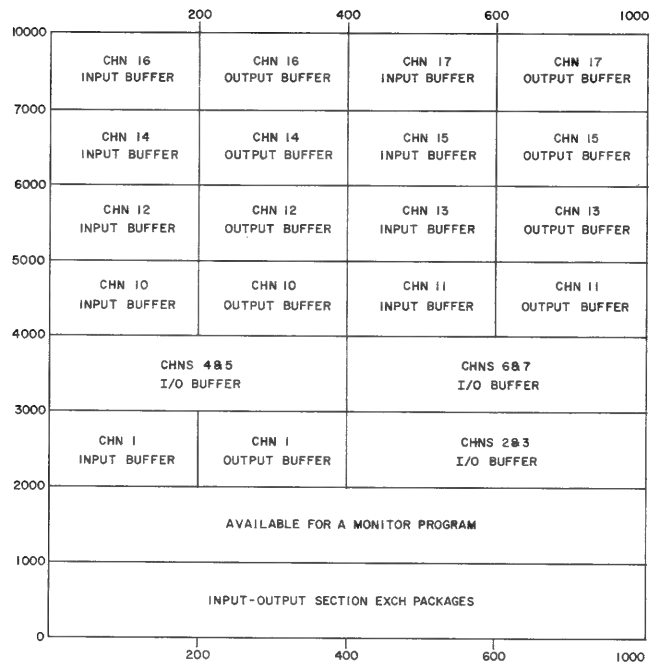 200 400 600 1000
10000
CHN 16 CHN 16 CHN 17 CHN 17
INPUT BUFFER OUTPUT BUFFER INPUT BUFFER OUTPUT BUFFER
7000
CHN 14 CHN 14 CHN 15 CHN 15
INPUT BUFFER OUTPUT BUFFER INPUT BUFFER OUTPUT BUFFER
6000
CHN 12 CHN 12 CHN 13 CHN 13
INPUT BUFFER OUTPUT BUFFER INPUT BUFFER OUTPUT BUFFER
5000
CHN 10 CHN 10 CHN 11 CHN 11
INPUT BUFFER OUTPUT BUFFER INPUT BUFFER OUTPUT BUFFER
4000
CHNS 4&5 CHNS 6&7
I/O BUFFER I/O BUFFER
3000
CHN 1 CHN 1 CHNS 2&3
INPUT BUFFER OUTPUT BUFFER I/O BUFFER
2000
AVAILABLE FOR A MONITOR PROGRAM
1000
INPUT-OUTPUT SECTION EXCH PACKAGES
0
200 400 600 1000